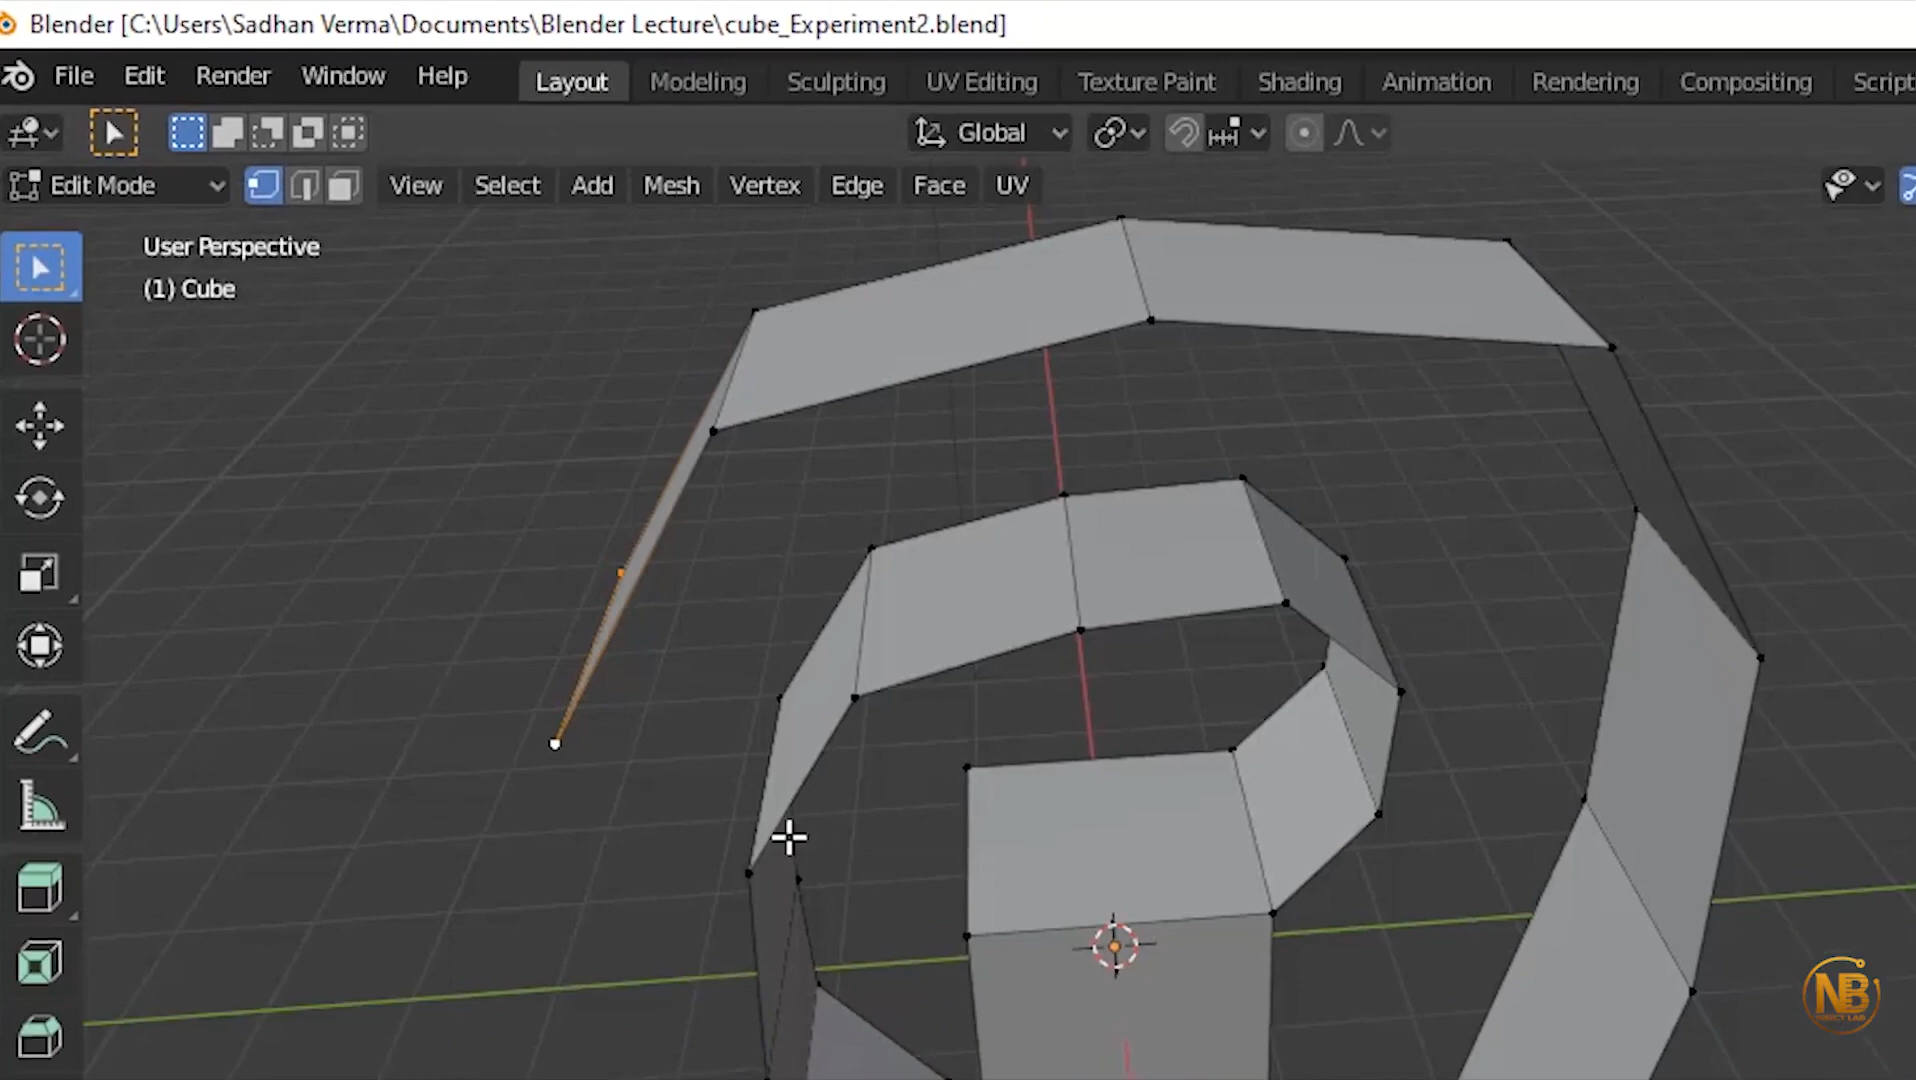 Blender [C:\Users\Sadhan Verma\Documents\Blender Lecture\cube_Experiment2.blend]
File Edit Render Window Help Layout Modeling Sculpting UV Editing Texture Paint Shading Animation Rendering Compositing Script
Global
Edit Mode View Select Add Mesh Vertex Edge Face UV
User Perspective
(1) Cube
NB